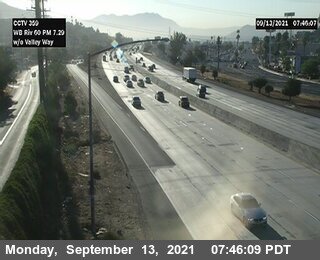 CCTV 359
WB Riv 60 PM 7.29
w/o Valley Way
09/13/2021 07:46:07
Monday, September 13, 2021 07:46:09 PDT